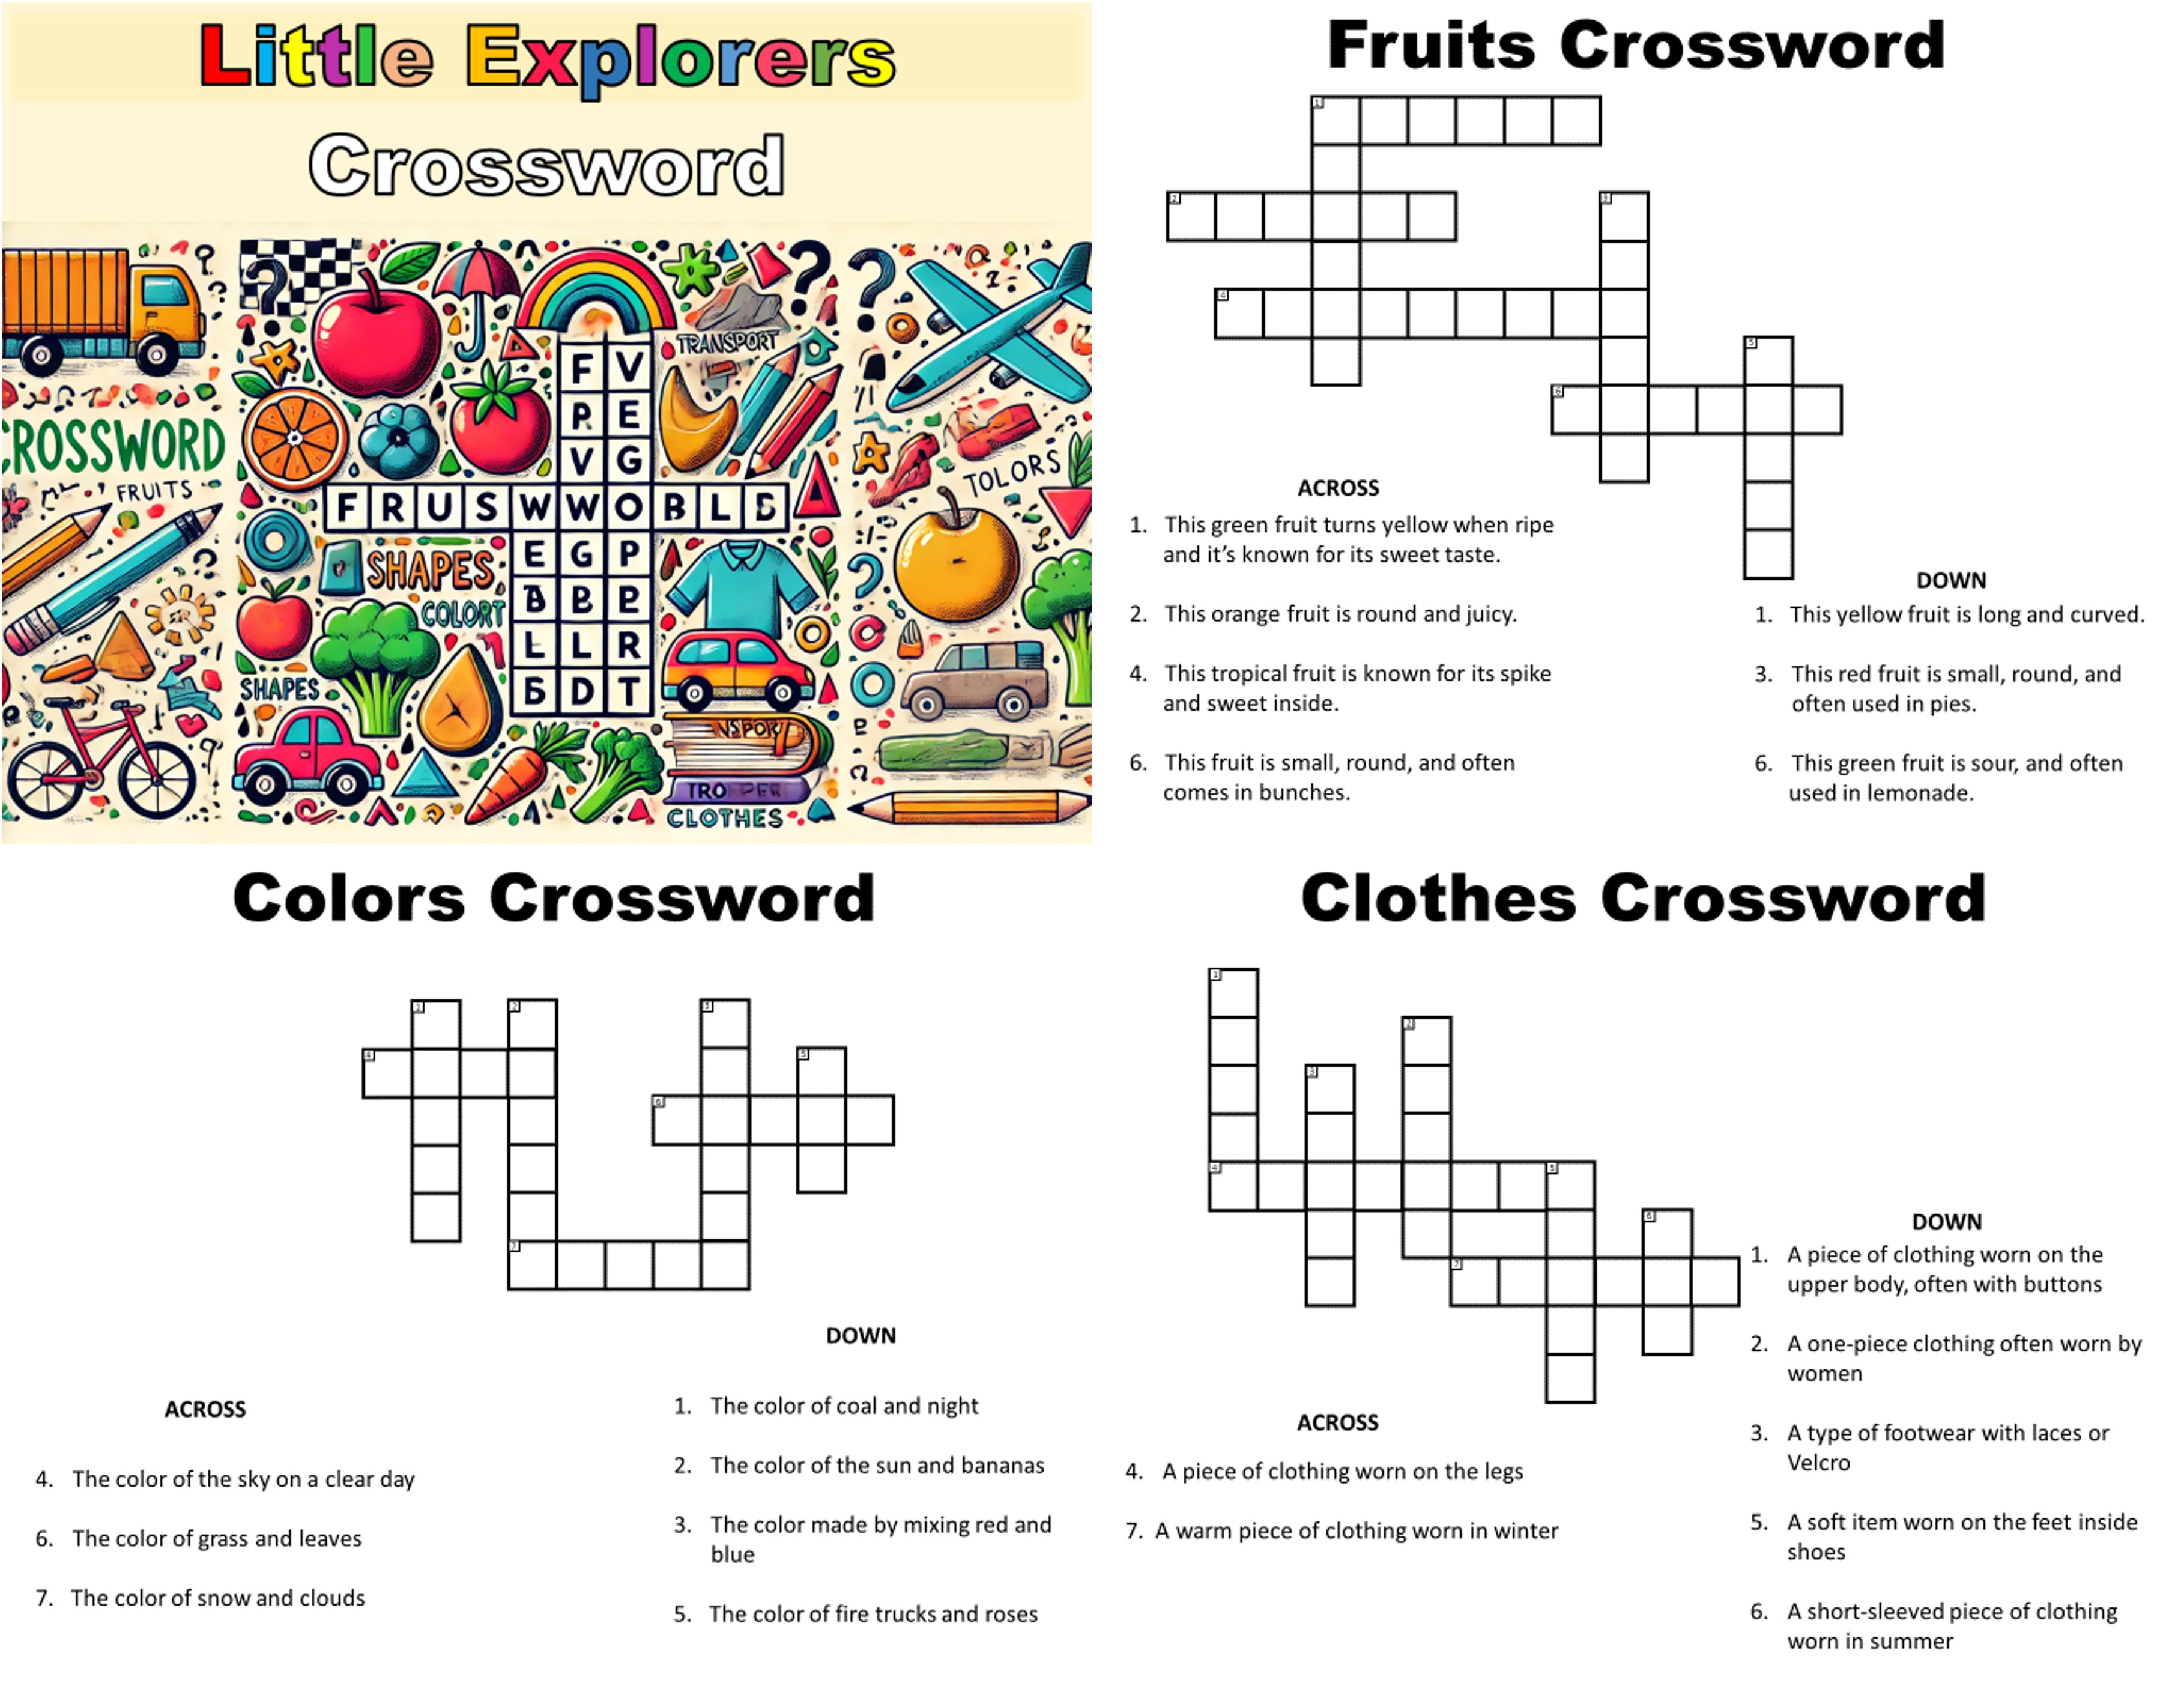 Little Explorers
Crossword
CROSSWORD
FRUITS
TRANSPORT
TOLORS
F V
P E
V G
F R U S W W O B L
E G P
B B E
L L R
D T
SHAPES
COLORT
SHAPES
NSPORT
TRO PER
CLOTHES
Fruits Crossword
1
2
3
4
5
6
ACROSS
1. This green fruit turns yellow when ripe
and it’s known for its sweet taste.
2. This orange fruit is round and juicy.
4. This tropical fruit is known for its spike
and sweet inside.
6. This fruit is small, round, and often
comes in bunches.
DOWN
1. This yellow fruit is long and curved.
3. This red fruit is small, round, and
often used in pies.
6. This green fruit is sour, and often
used in lemonade.
Colors Crossword
1
2
3
4
5
6
7
ACROSS
4. The color of the sky on a clear day
6. The color of grass and leaves
7. The color of snow and clouds
DOWN
1. The color of coal and night
2. The color of the sun and bananas
3. The color made by mixing red and
blue
5. The color of fire trucks and roses
Clothes Crossword
1
2
3
4
5
6
7
ACROSS
4. A piece of clothing worn on the legs
7. A warm piece of clothing worn in winter
DOWN
1. A piece of clothing worn on the
upper body, often with buttons
2. A one-piece clothing often worn by
women
3. A type of footwear with laces or
Velcro
5. A soft item worn on the feet inside
shoes
6. A short-sleeved piece of clothing
worn in summer